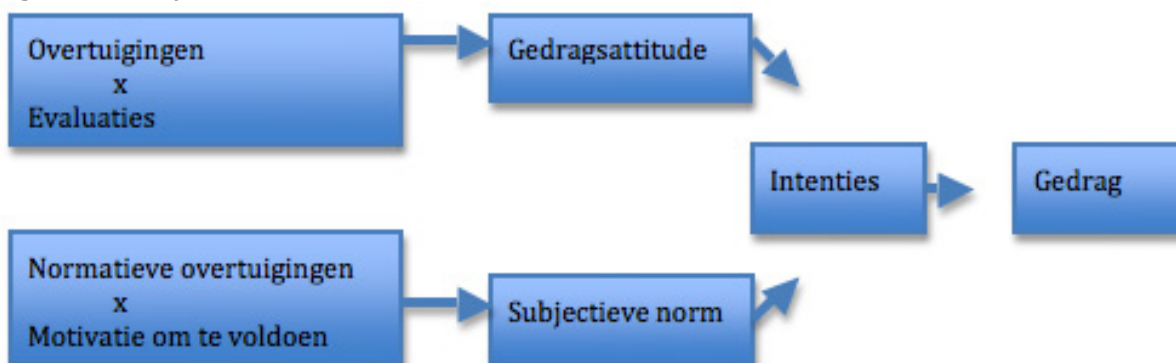 Overtuigingen
x
Evaluaties
Gedragsattitude
Intenties
Gedrag
Normatieve overtuigingen
x
Motivatie om te voldoen
Subjectieve norm